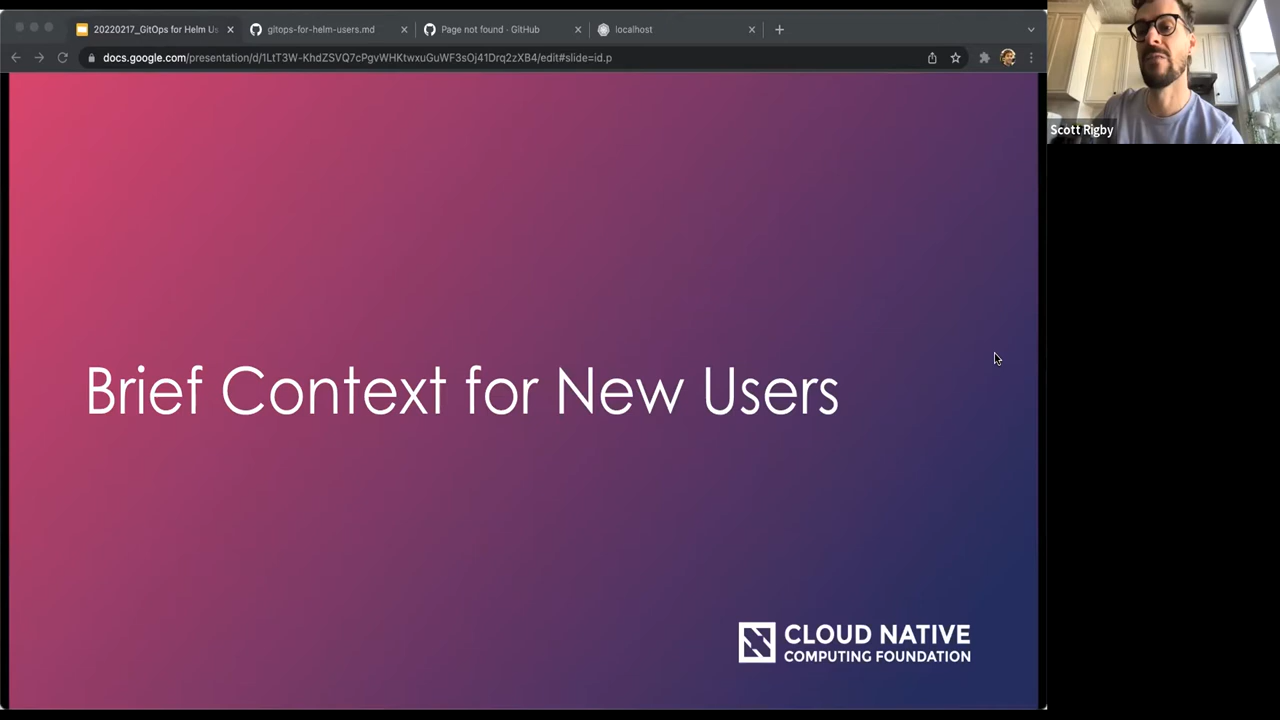 20220217_GitOps for Helm Us
gitops-for-helm-users.md
Page not found · GitHub
localhost
docs.google.com/presentation/d/1LtT3W-KhdZSVQ7cPgvWHKtwxuGuWF3sOj41Drq2zXB4/edit#slide=id.p
Scott Rigby
Brief Context for New Users
CLOUD NATIVE
COMPUTING FOUNDATION